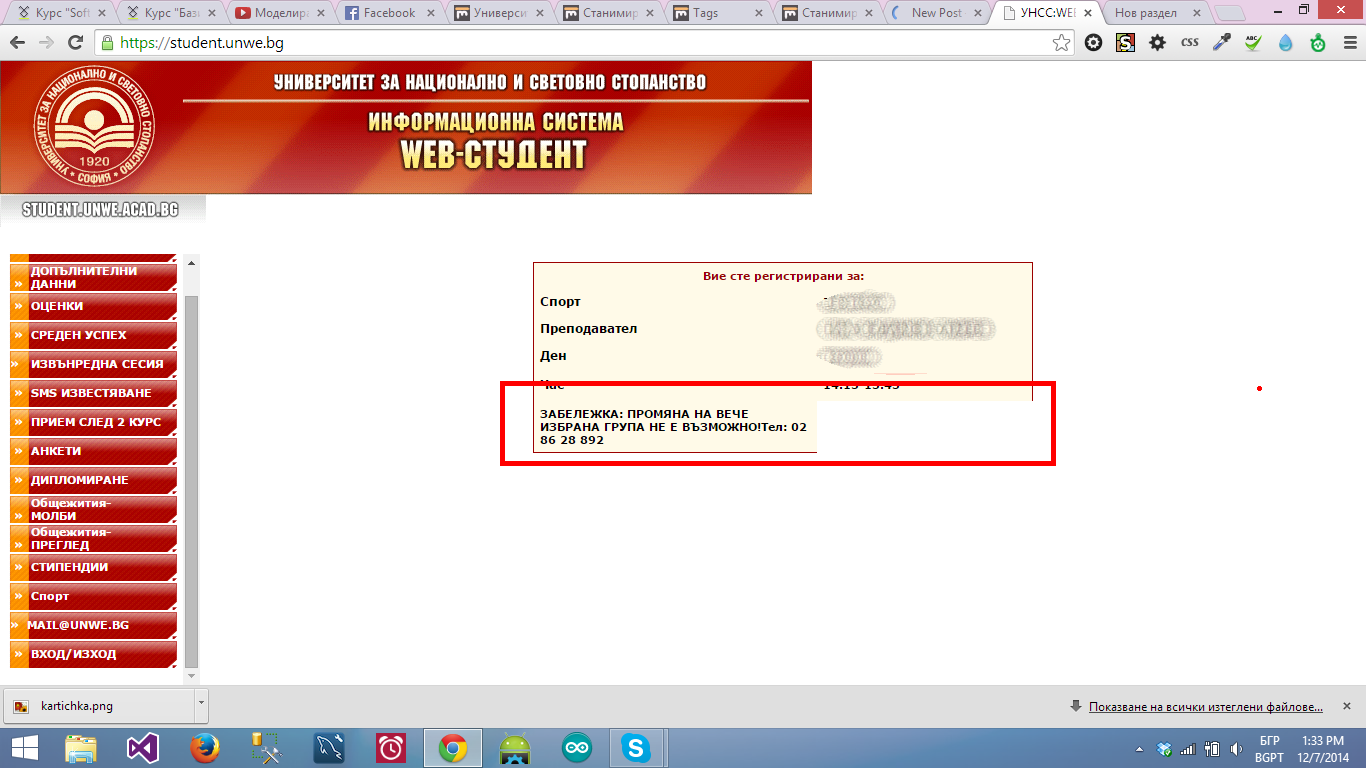 Курс "Soft
Курс "Бази
Моделира
Facebook
Универси
Станимир
Tags
Станимир
New Post
УНСС:WEB
Нов раздел
https://student.unwe.bg
ABC
CSS
УНИВЕРСИТЕТ ЗА НАЦИОНАЛНО И СВЕТОВНО СТОПАНСТВО
ИНФОРМАЦИОННА СИСТЕМА
WEB-СТУДЕНТ
УНИВЕРСИТЕТ ЗА НАЦИОНАЛНО И СВЕТОВНО СТОПАНСТВО
1920
СОФИЯ
STUDENT.UNWE.ACAD.BG
ДОПЪЛНИТЕЛНИ
ДАННИ
ОЦЕНКИ
СРЕДЕН УСПЕХ
ИЗВЪНРЕДНА СЕСИЯ
SMS ИЗВЕСТЯВАНЕ
ПРИЕМ СЛЕД 2 КУРС
АНКЕТИ
ДИПЛОМИРАНЕ
Общежития-
МОЛБИ
Общежития-
ПРЕГЛЕД
СТИПЕНДИИ
Спорт
MAIL@UNWE.BG
ВХОД/ИЗХОД
Вие сте регистрирани за:
Спорт
Преподавател
Ден
Час 14:15-15:45
ЗАБЕЛЕЖКА: ПРОМЯНА НА ВЕЧЕ
ИЗБРАНА ГРУПА НЕ Е ВЪЗМОЖНО!Тел: 02
86 28 892
kartichka.png
Показване на всички изтеглени файлове...
БГР
BGPT
1:33 PM
12/7/2014